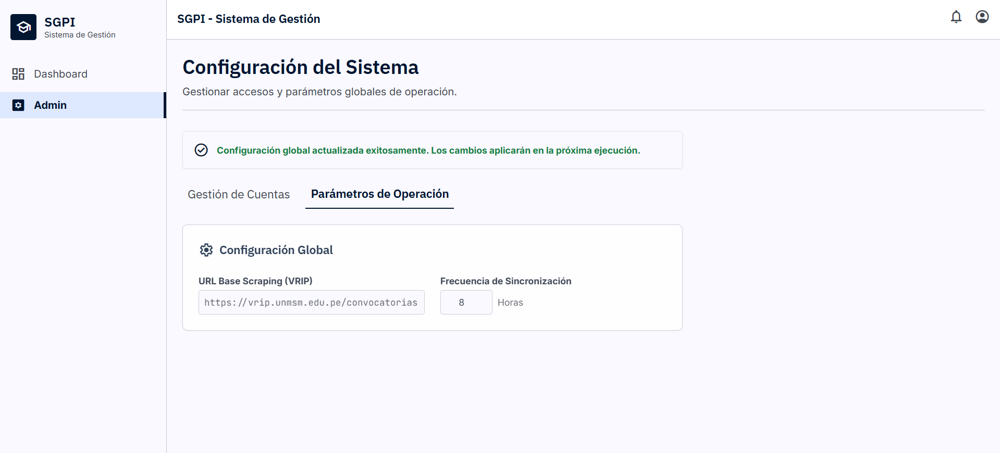 SGPI
Sistema de Gestión
Dashboard
Admin
SGPI - Sistema de Gestión
Configuración del Sistema
Gestionar accesos y parámetros globales de operación.
Configuración global actualizada exitosamente. Los cambios aplicarán en la próxima ejecución.
Gestión de Cuentas
Parámetros de Operación
Configuración Global
URL Base Scraping (VRIP)
https://vrip.unmsm.edu.pe/convocatorias
Frecuencia de Sincronización
8 Horas